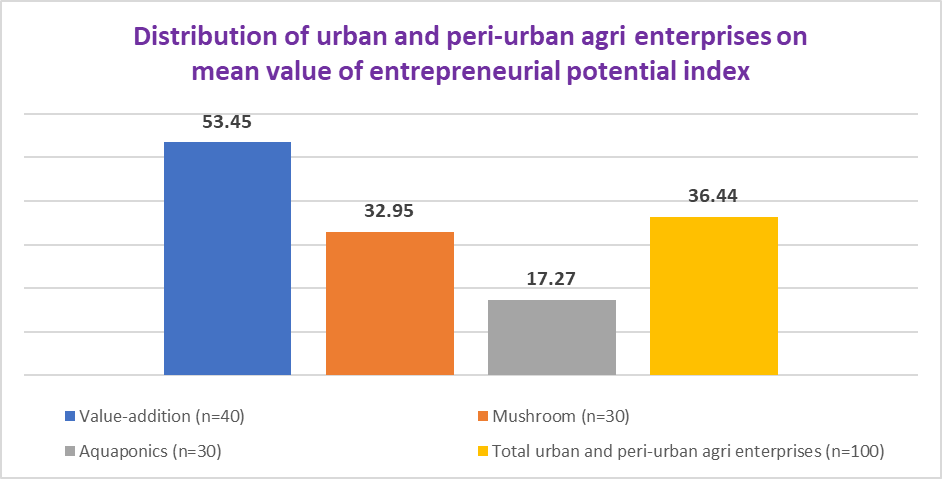 Distribution of urban and peri-urban agri enterprises on
mean value of entrepreneurial potential index
53.45
32.95
17.27
36.44
Value-addition (n=40)
Mushroom (n=30)
Aquaponics (n=30)
Total urban and peri-urban agri enterprises (n=100)